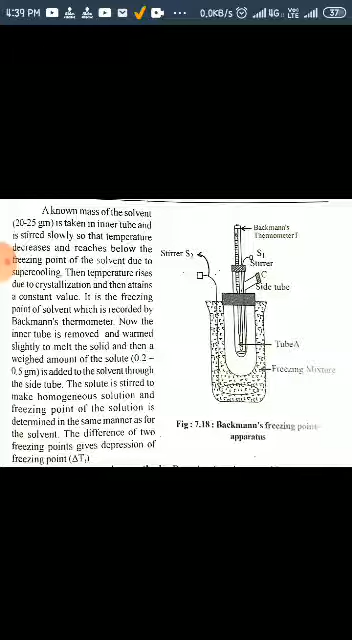 4:39 PM
0.0KB/s
4G
VoLTE
37
A known mass of the solvent
(20-25 gm) is taken in inner tube and
is stirred slowly so that temperature
decreases and reaches below the
freezing point of the solvent due to
supercooling. Then temperature rises
due to crystallization and then attains
a constant value. It is the freezing
point of solvent which is recorded by
Backmann's thermometer. Now the
inner tube is removed and warmed
slightly to melt the solid and then a
weighed amount of the solute (0.2 –
0.5 gm) is added to the solvent through
the side tube. The solute is stirred to
make homogeneous solution and
freezing point of the solution is
determined in the same manner as for
the solvent. The difference of two
freezing points gives depression of
freezing point (ΔTf)
Backmann's
Thermometer T
Stirrer S2
S1
Stirrer
C
Side tube
Tube A
Freezing Mixture
Fig : 7.18 : Backmann's freezing point
apparatus